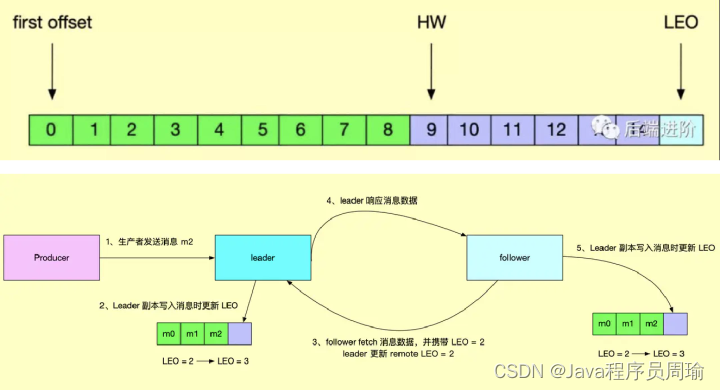 first offset
HW
LEO
0 1 2 3 4 5 6 7 8 9 10 11 12
后端进阶
4、leader 响应消息数据
1、生产者发送消息 m2
5、Leader 副本写入消息时更新 LEO
Producer
leader
follower
2、Leader 副本写入消息时更新 LEO
m0 m1 m2
m0 m1 m2
3、follower fetch 消息数据，并携带 LEO = 2
leader 更新 remote LEO = 2
LEO = 2 → LEO = 3
LEO = 2 → LEO = 3
CSDN @Java程序员周瑜